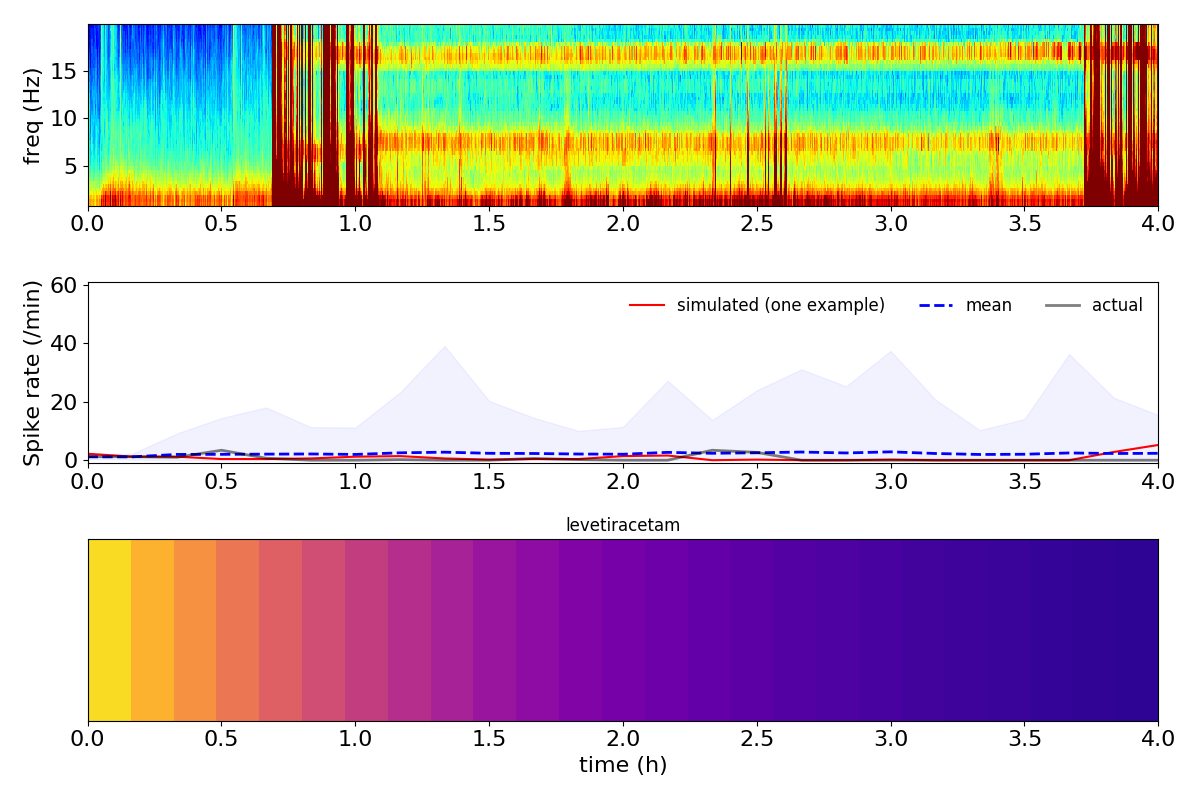 freq (Hz)
15
10
5
0.0 0.5 1.0 1.5 2.0 2.5 3.0 3.5 4.0
Spike rate (/min)
60
40
20
0
simulated (one example) mean actual
0.0 0.5 1.0 1.5 2.0 2.5 3.0 3.5 4.0
levetiracetam
0.0 0.5 1.0 1.5 2.0 2.5 3.0 3.5 4.0
time (h)